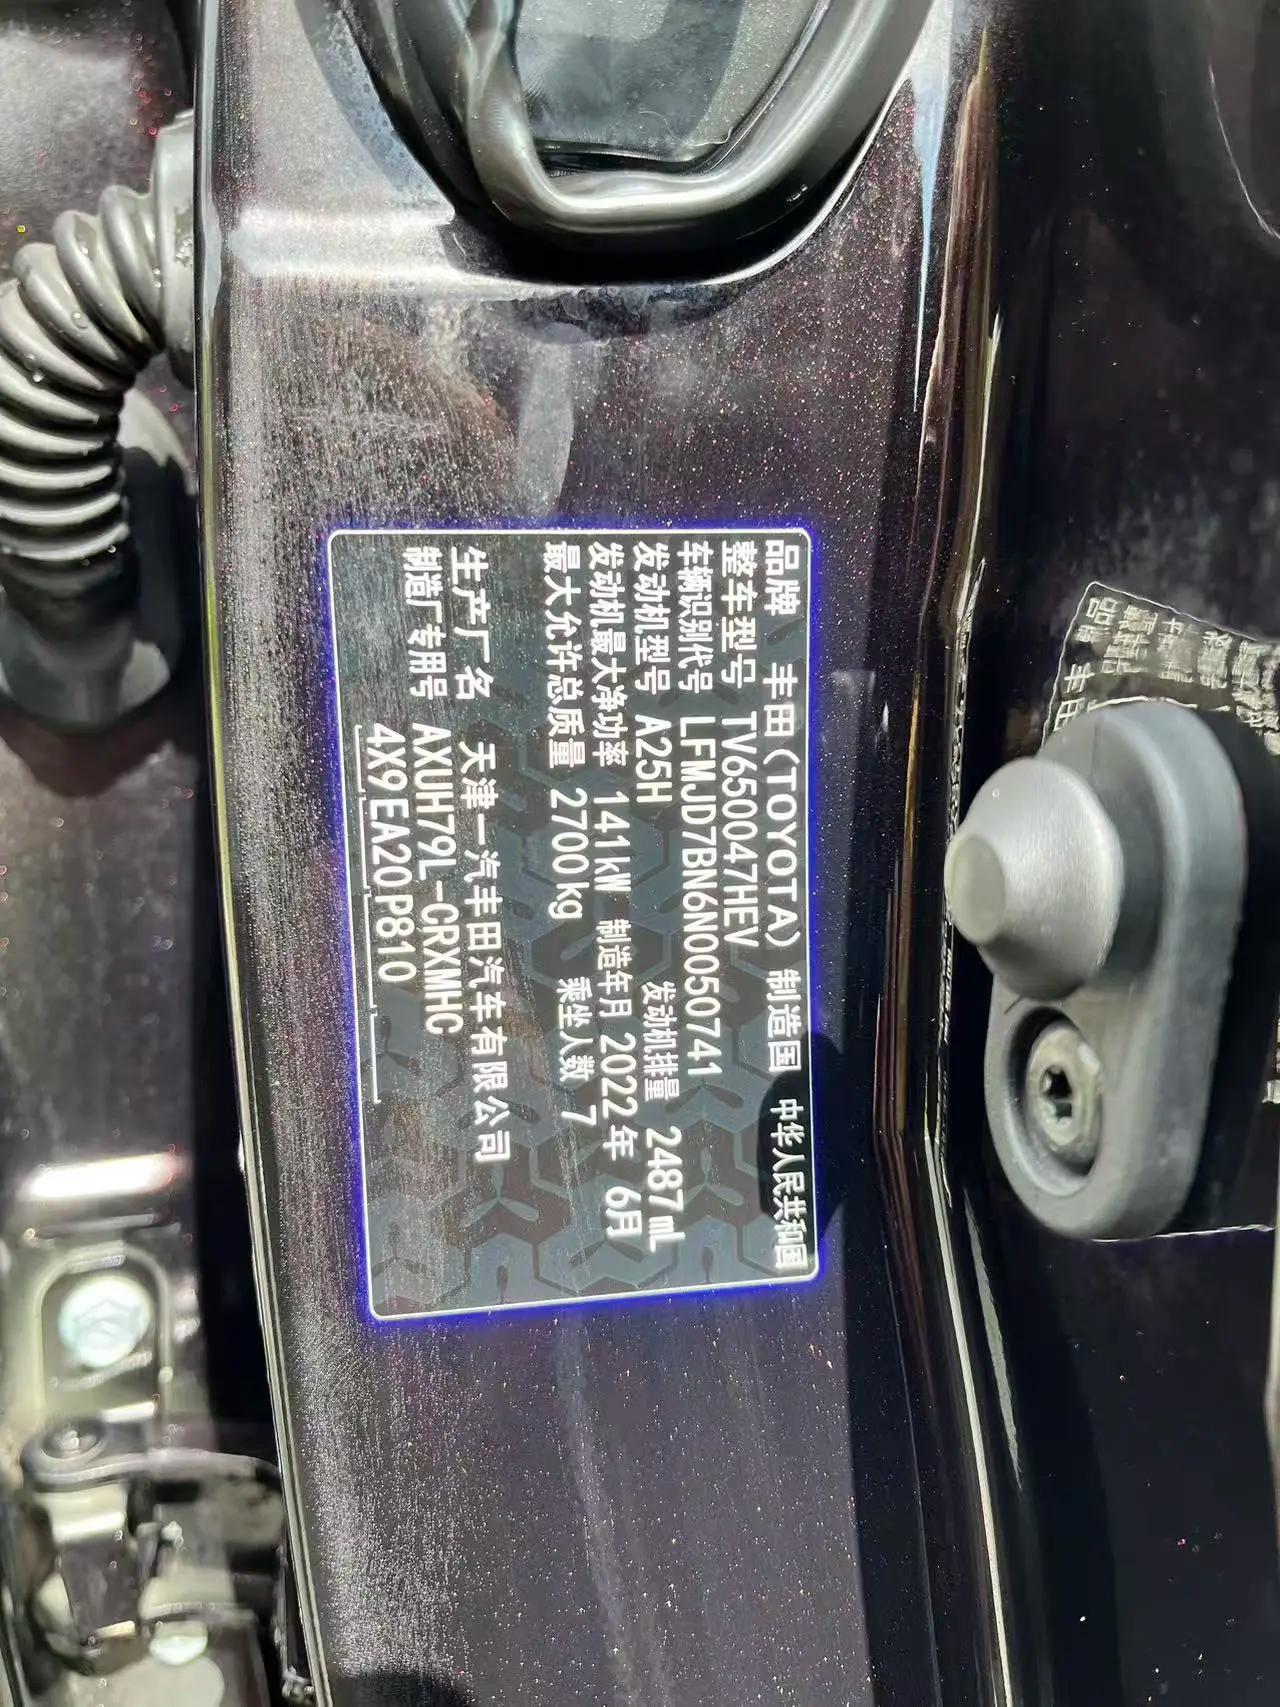 品牌 丰田(TOYOTA) 制造国 中华人民共和国
整车型号 TV650047HEV
车辆识别代号 LFMJD7BN6N0050741
发动机型号 A25H 发动机排量 2487mL
发动机最大净功率 141kW 制造年月 2022年 6月
最大允许总质量 2700kg 乘坐人数 7
生产厂名 天津一汽丰田汽车有限公司
制造厂专用号 AXUH79L-CRXMHC
4X9 EA20 P810